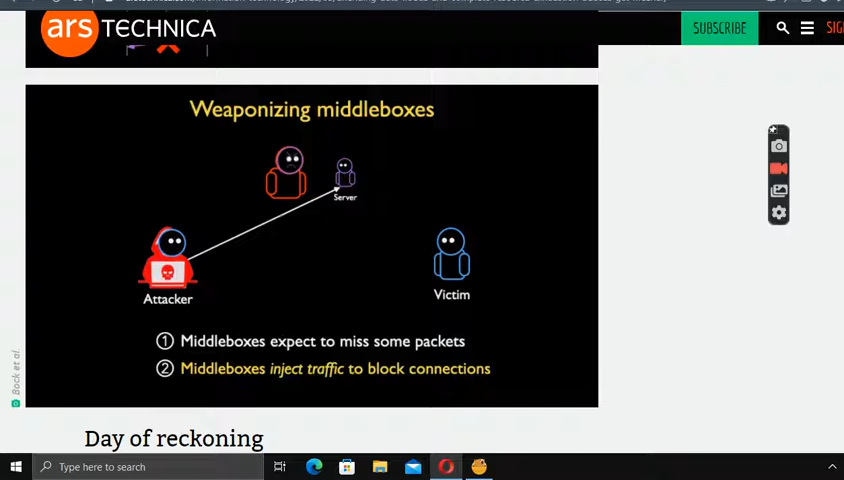 ars TECHNICA
SUBSCRIBE
SIG
Weaponizing middleboxes
Server
Attacker
Victim
① Middleboxes expect to miss some packets
② Middleboxes inject traffic to block connections
Bock et al.
Day of reckoning
Type here to search